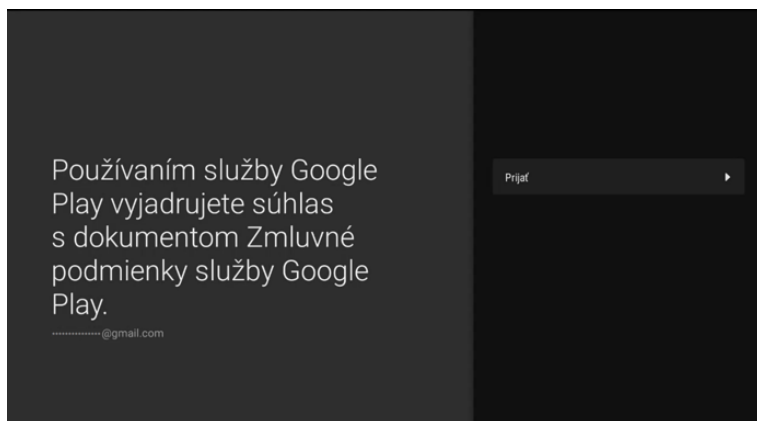 Používaním služby Google
Play vyjadrujete súhlas
s dokumentom Zmluvné
podmienky služby Google
Play.
···············@gmail.com
Prijať